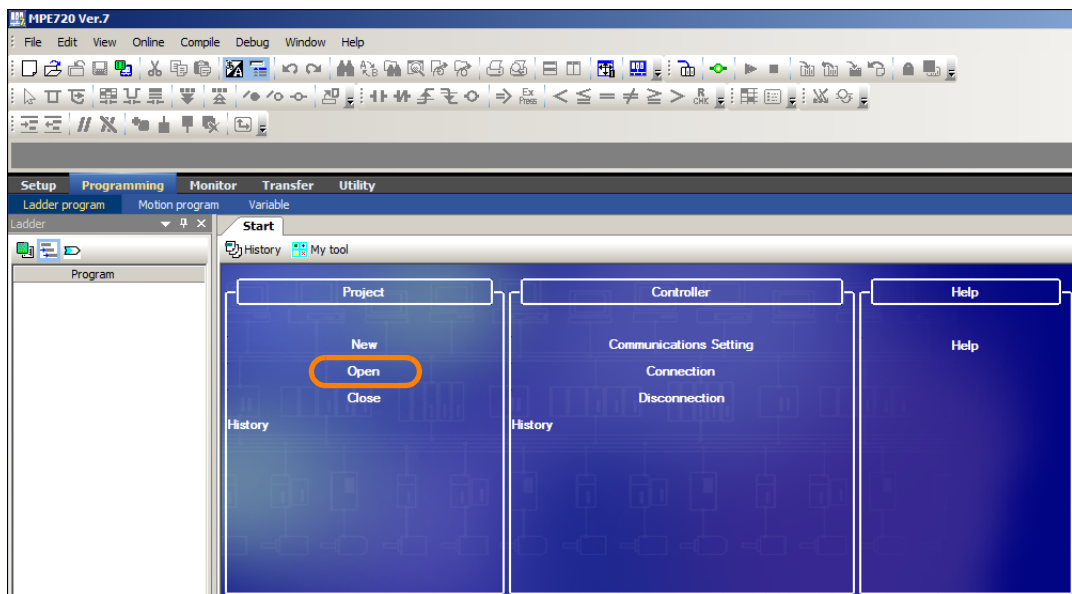 MPE720 Ver.7
File Edit View Online Compile Debug Window Help
Setup Programming Monitor Transfer Utility
Ladder program Motion program Variable
Ladder
Start
History My tool
Program
Project Controller Help
New Communications Setting Help
Open Connection
Close Disconnection
History History